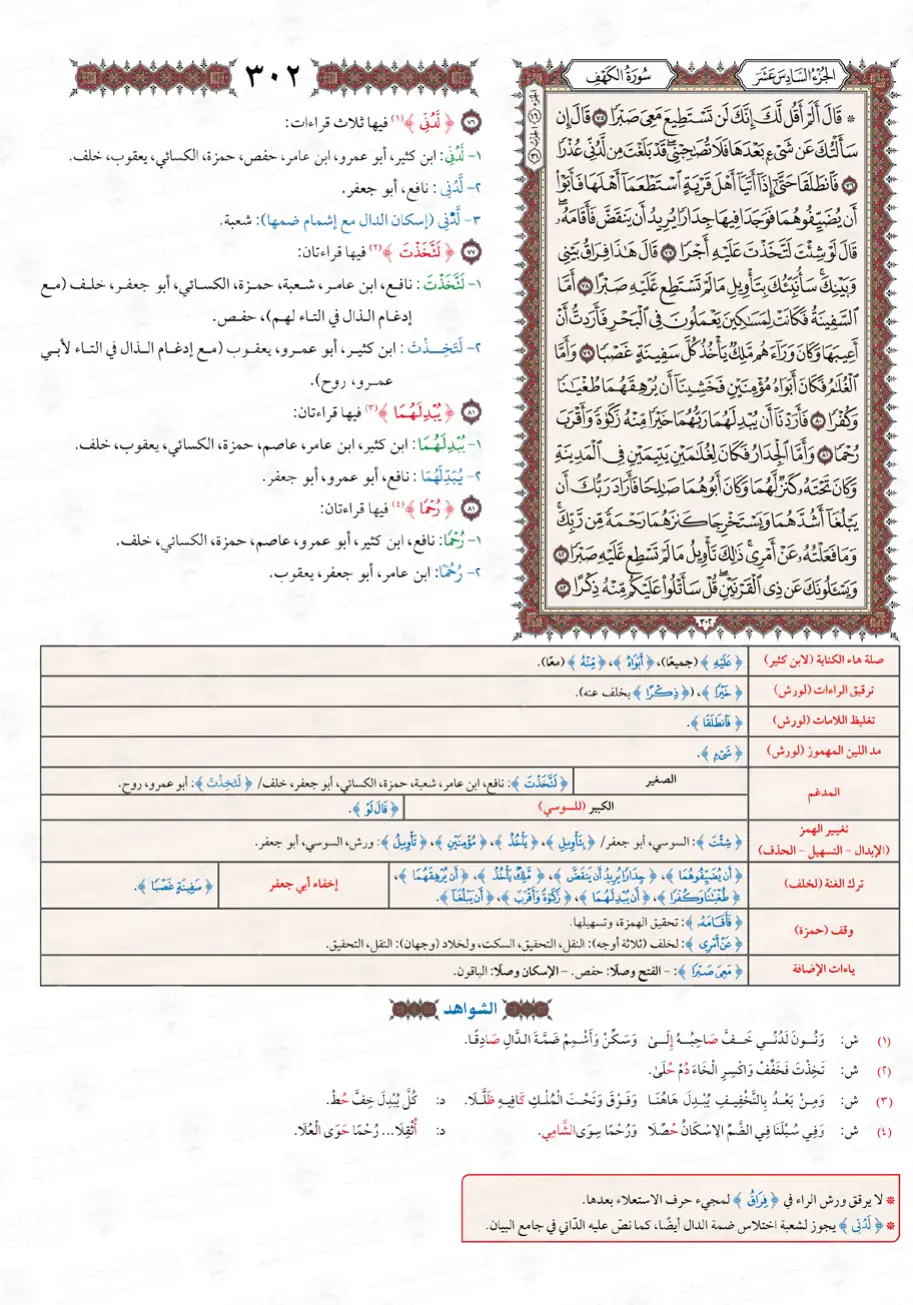 الجزء السادس عشر
سورة الكهف
۞ قَالَ أَلَمْ أَقُل لَّكَ إِنَّكَ لَن تَسْتَطِيعَ مَعِيَ صَبْرًا ٧٥ قَالَ إِن
سَأَلْتُكَ عَن شَيْءٍ بَعْدَهَا فَلَا تُصَاحِبْنِي ۖ قَدْ بَلَغْتَ مِن لَّدُنِّي عُذْرًا
٧٦ فَانطَلَقَا حَتَّىٰ إِذَا أَتَيَا أَهْلَ قَرْيَةٍ اسْتَطْعَمَا أَهْلَهَا فَأَبَوْا
أَن يُضَيِّفُوهُمَا فَوَجَدَا فِيهَا جِدَارًا يُرِيدُ أَن يَنقَضَّ فَأَقَامَهُ ۖ
قَالَ لَوْ شِئْتَ لَتَّخَذْتَ عَلَيْهِ أَجْرًا ٧٧ قَالَ هَٰذَا فِرَاقُ بَيْنِي
وَبَيْنِكَ ۚ سَأُنَبِّئُكَ بِتَأْوِيلِ مَا لَمْ تَسْتَطِع عَّلَيْهِ صَبْرًا ٧٨ أَمَّا
السَّفِينَةُ فَكَانَتْ لِمَسَاكِينَ يَعْمَلُونَ فِي الْبَحْرِ فَأَرَدتُّ أَنْ
أَعِيبَهَا وَكَانَ وَرَاءَهُم مَّلِكٌ يَأْخُذُ كُلَّ سَفِينَةٍ غَصْبًا ٧٩ وَأَمَّا
الْغُلَامُ فَكَانَ أَبَوَاهُ مُؤْمِنَيْنِ فَخَشِينَا أَن يُرْهِقَهُمَا طُغْيَانًا
وَكُفْرًا ٨٠ فَأَرَدْنَا أَن يُبْدِلَهُمَا رَبُّهُمَا خَيْرًا مِّنْهُ زَكَاةً وَأَقْرَبَ
رُحْمًا ٨١ وَأَمَّا الْجِدَارُ فَكَانَ لِغُلَامَيْنِ يَتِيمَيْنِ فِي الْمَدِينَةِ
وَكَانَ تَحْتَهُ كَنزٌ لَّهُمَا وَكَانَ أَبُوهُمَا صَالِحًا فَأَرَادَ رَبُّكَ أَن
يَبْلُغَا أَشُدَّهُمَا وَيَسْتَخْرِجَا كَنزَهُمَا رَحْمَةً مِّن رَّبِّكَ ۚ
وَمَا فَعَلْتُهُ عَنْ أَمْرِي ۚ ذَٰلِكَ تَأْوِيلُ مَا لَمْ تَسْطِع عَّلَيْهِ صَبْرًا ٨٢
وَيَسْأَلُونَكَ عَن ذِي الْقَرْنَيْنِ ۖ قُلْ سَأَتْلُو عَلَيْكُم مِّنْهُ ذِكْرًا ٨٣
٣٠٢
٣٠٢
٧٦ ﴿ لَّدُنِّي ﴾(١) فيها ثلاث قراءات:
١- لَّدُنِّي: ابن كثير، أبو عمرو، ابن عامر، حفص، حمزة، الكسائي، يعقوب، خلف.
٢- لَّدُنِي : نافع، أبو جعفر.
٣- لَّدْنِي (إسكان الدال مع إشمام ضمها): شعبة.
٧٧ ﴿ لَتَّخَذْتَ ﴾(٢) فيها قراءتان:
١- لَتَّخَذْتَ : نافع، ابن عامر، شعبة، حمزة، الكسائي، أبو جعفر، خلف (مع
إدغام الذال في التاء لهم)، حفص.
٢- لَتَخِذْتَ : ابن كثير، أبو عمرو، يعقوب (مع إدغام الذال في التاء لأبي
عمرو، روح).
٨١ ﴿ يُبْدِلَهُمَا ﴾(٣) فيها قراءتان:
١- يُبْدِلَهُمَا: ابن كثير، ابن عامر، عاصم، حمزة، الكسائي، يعقوب، خلف.
٢- يُبَدِّلَهُمَا : نافع، أبو عمرو، أبو جعفر.
٨١ ﴿ رُحْمًا ﴾(٤) فيها قراءتان:
١- رُحْمًا: نافع، ابن كثير، أبو عمرو، عاصم، حمزة، الكسائي، خلف.
٢- رُحُمًا: ابن عامر، أبو جعفر، يعقوب.
صلة هاء الكناية (لابن كثير) ﴿ عَلَيْهِ ﴾ (جميعًا)، ﴿ أَبَوَاهُ ﴾، ﴿ مِنْهُ ﴾ (معًا).
ترقيق الراءات (لورش) ﴿ خَيْرًا ﴾، (﴿ ذِكْرًا ﴾ بخلف عنه).
تغليظ اللامات (لورش) ﴿ فَانطَلَقَا ﴾.
مد اللين المهموز (لورش) ﴿ شَيْءٍ ﴾.
المدغم الصغير ﴿ لَتَّخَذْتَ ﴾: نافع، ابن عامر، شعبة، حمزة، الكسائي، أبو جعفر، خلف/ ﴿ لَتَخِذْتَ ﴾: أبو عمرو، روح.
الكبير (للسوسي) ﴿ قَالَ لَوْ ﴾.
تغيير الهمز
(الإبدال - التسهيل - الحذف) ﴿ شِئْتَ ﴾: السوسي، أبو جعفر/ ﴿ بِتَأْوِيلِ ﴾، ﴿ يَأْخُذُ ﴾، ﴿ مُؤْمِنَيْنِ ﴾، ﴿ تَأْوِيلُ ﴾: ورش، السوسي، أبو جعفر.
ترك الغنة (لخلف) ﴿ أَن يُضَيِّفُوهُمَا ﴾، ﴿ جِدَارًا يُرِيدُ أَن يَنقَضَّ ﴾، ﴿ مَّلِكٌ يَأْخُذُ ﴾، ﴿ أَن يُرْهِقَهُمَا ﴾،
﴿ طُغْيَانًا وَكُفْرًا ﴾، ﴿ أَن يُبْدِلَهُمَا ﴾، ﴿ زَكَاةً وَأَقْرَبَ ﴾، ﴿ أَن يَبْلُغَا ﴾.
إخفاء أبي جعفر ﴿ سَفِينَةٍ غَصْبًا ﴾.
وقف (حمزة) ﴿ فَأَقَامَهُ ﴾: تحقيق الهمزة، وتسهيلها.
﴿ عَنْ أَمْرِي ﴾: لخلف (ثلاثة أوجه): النقل، التحقيق، السكت، ولخلاد (وجهان): النقل، التحقيق.
ياءات الإضافة ﴿ مَعِيَ صَبْرًا ﴾: - الفتح وصلًا: حفص. - الإسكان وصلًا: الباقون.
الشواهد
(١) ش: وَنُونَ لَدُنِّي خَفَّ صَاحِبُهُ إِلَىٰ وَسَكِّنْ وَأَشْمِمْ ضَمَّةَ الدَّالِ صَادِقًا.
(٢) ش: تَخِذْتَ فَخَفِّفْ وَاكْسِرِ الْخَاءَ دُمْ حُلَىٰ.
(٣) ش: وَمِنْ بَعْدُ بِالتَّخْفِيفِ يُبْدِلَ هَاهُنَا وَفَوْقَ وَتَحْتَ الْمُلْكِ كَافِيهِ ظَلَّلَا. د: كُلَّ يُبْدِلَ خِفَّ حُطْ.
(٤) ش: وَفِي سُبْلَنَا فِي الضَّمِّ الإِسْكَانُ حُصِّلَا وَرُحْمًا سِوَى الشَّامِي. د: أُثْقِلَا... رُحْمًا حَوَى الْعُلَا.
* لا يرقق ورش الراء في ﴿ فِرَاقُ ﴾ لمجيء حرف الاستعلاء بعدها.
* ﴿ لَّدُنِي ﴾ يجوز لشعبة اختلاس ضمة الدال أيضًا، كما نصّ عليه الدّاني في جامع البيان.